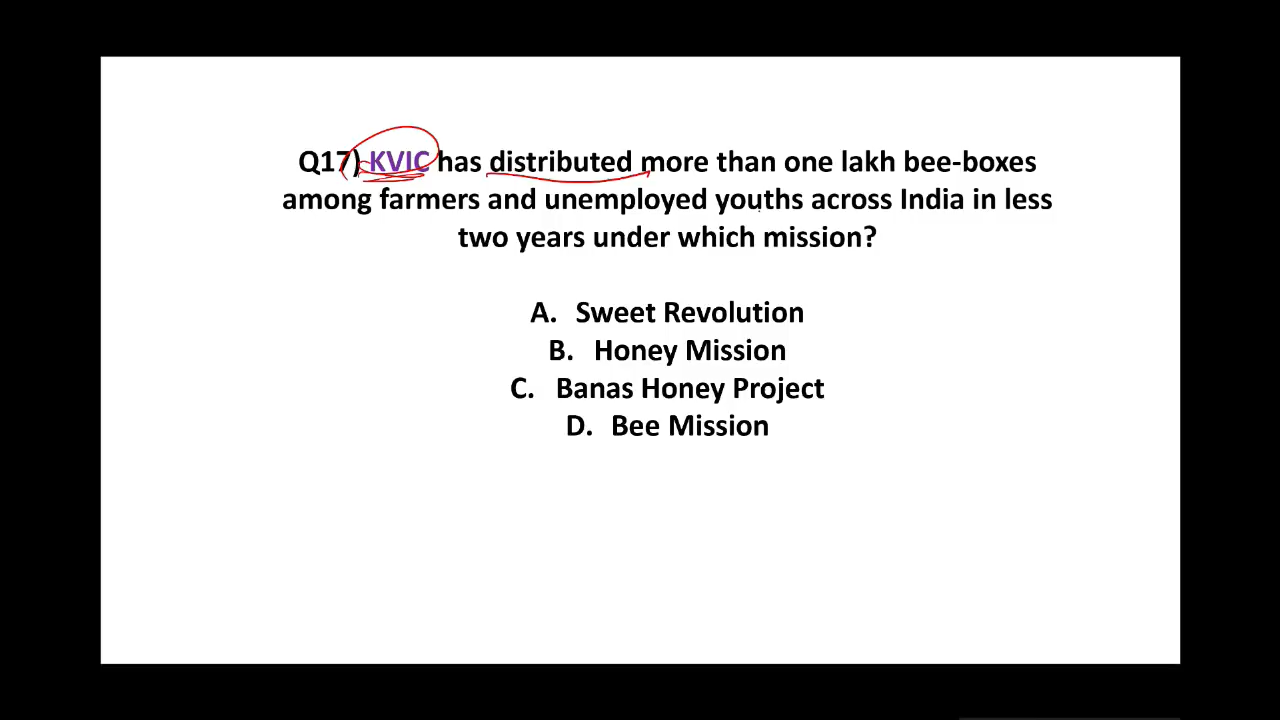 Q17) KVIC has distributed more than one lakh bee-boxes
among farmers and unemployed youths across India in less
two years under which mission?
A. Sweet Revolution
B. Honey Mission
C. Banas Honey Project
D. Bee Mission